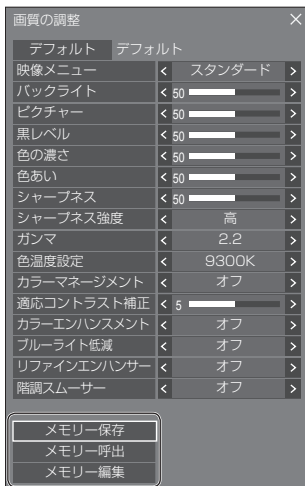 画質の調整 ×
デフォルト デフォルト
映像メニュー < スタンダード >
バックライト < 50 >
ピクチャー < 50 >
黒レベル < 50 >
色の濃さ < 50 >
色あい < 50 >
シャープネス < 50 >
シャープネス強度 < 高 >
ガンマ < 2.2 >
色温度設定 < 9300K >
カラーマネージメント < オフ >
適応コントラスト補正 < 5 >
カラーエンハンスメント < オフ >
ブルーライト低減 < オフ >
リファインエンハンサー < オフ >
階調スムーサー < オフ >
メモリー保存
メモリー呼出
メモリー編集